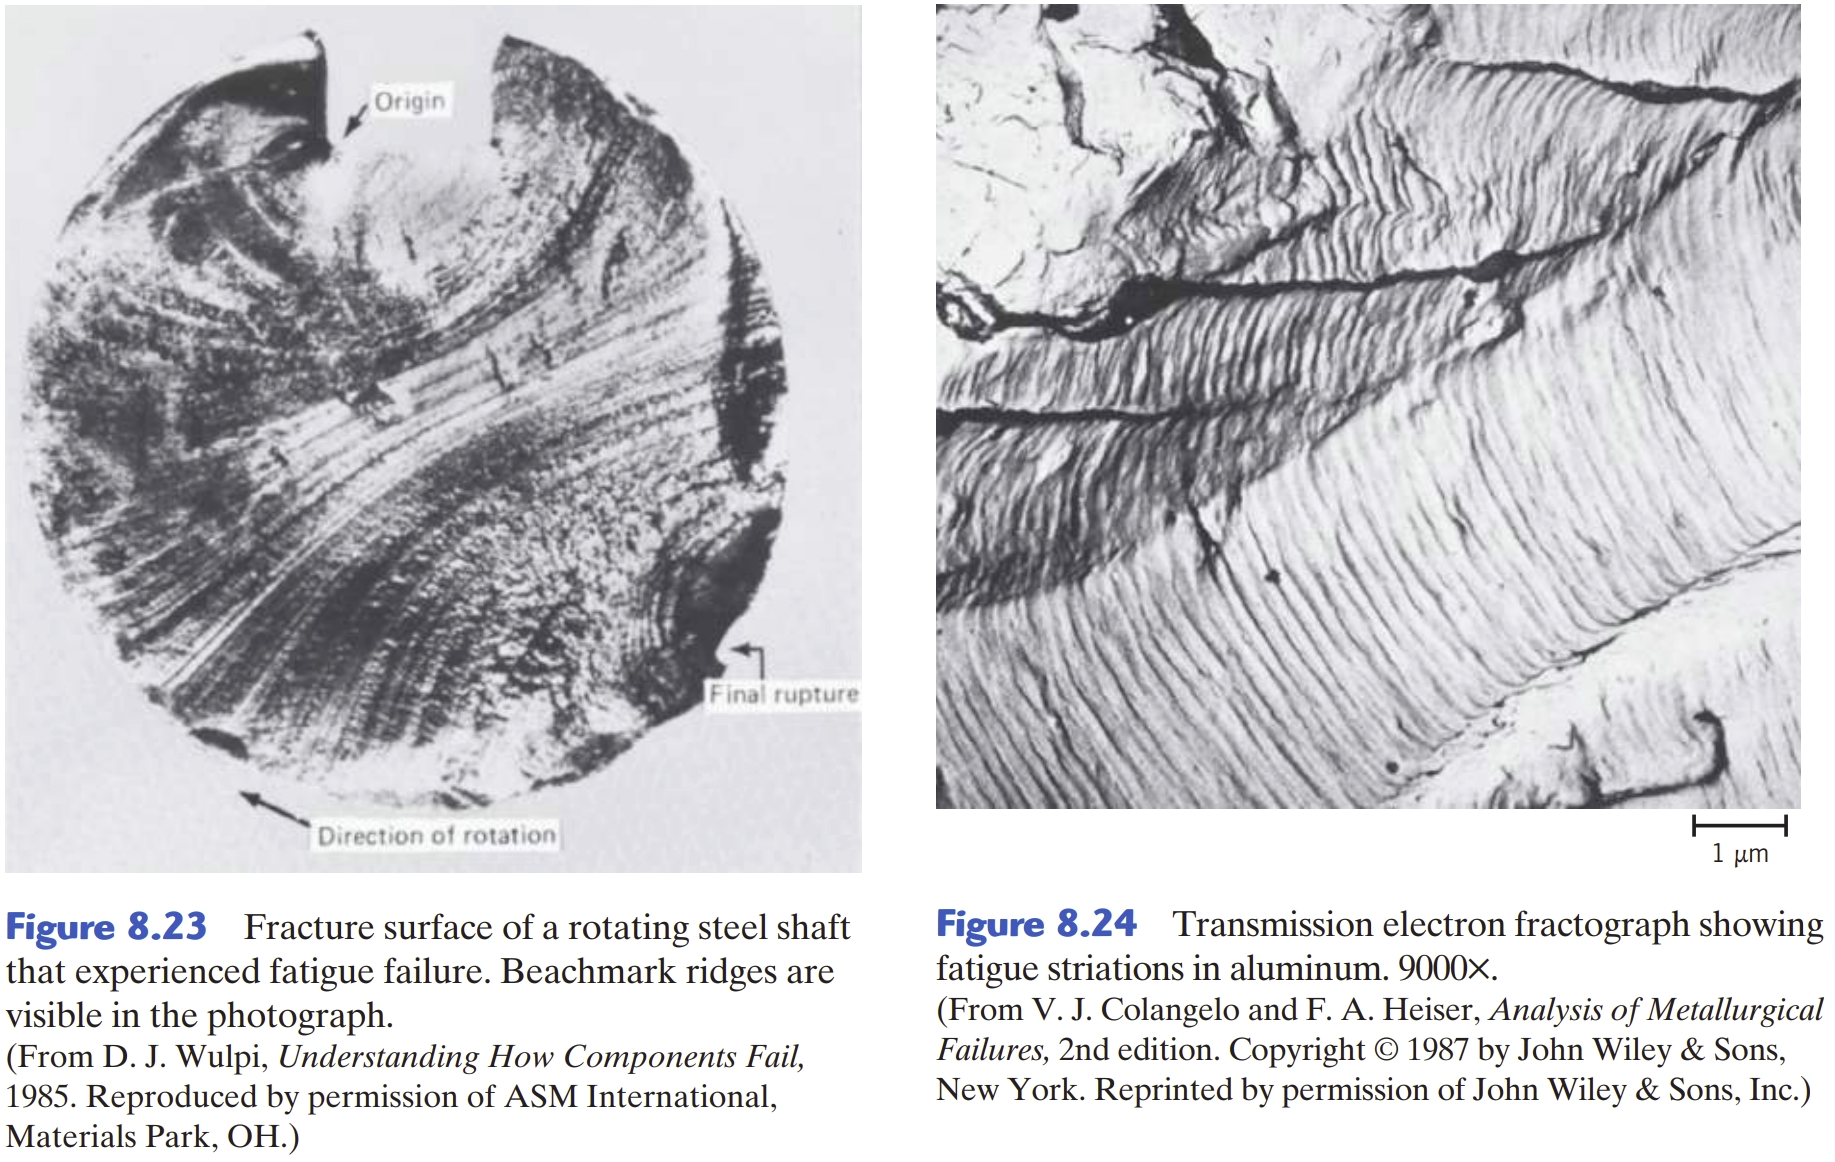 Origin
Final rupture
Direction of rotation
1 μm
Figure 8.23 Fracture surface of a rotating steel shaft
that experienced fatigue failure. Beachmark ridges are
visible in the photograph.
(From D. J. Wulpi, Understanding How Components Fail,
1985. Reproduced by permission of ASM International,
Materials Park, OH.)
Figure 8.24 Transmission electron fractograph showing
fatigue striations in aluminum. 9000×.
(From V. J. Colangelo and F. A. Heiser, Analysis of Metallurgical
Failures, 2nd edition. Copyright © 1987 by John Wiley & Sons,
New York. Reprinted by permission of John Wiley & Sons, Inc.)